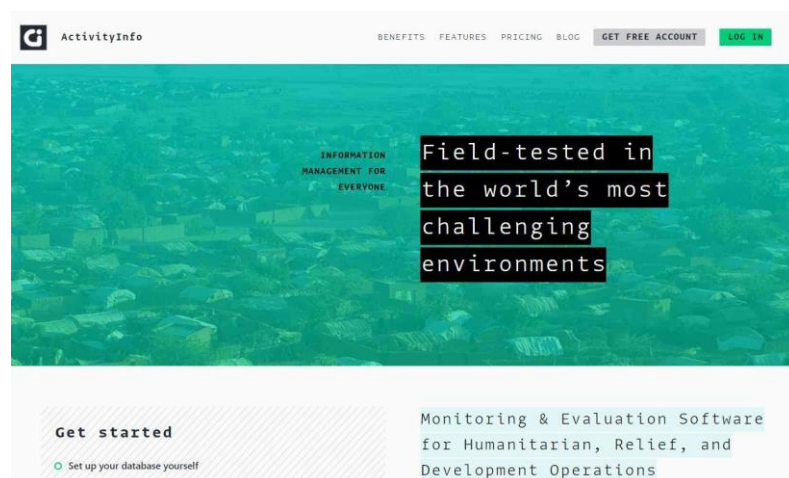 ActivityInfo
BENEFITS FEATURES PRICING BLOG GET FREE ACCOUNT LOG IN
INFORMATION
MANAGEMENT FOR
EVERYONE
Field-tested in
the world’s most
challenging
environments
Get started
Set up your database yourself
Monitoring & Evaluation Software
for Humanitarian, Relief, and
Development Operations